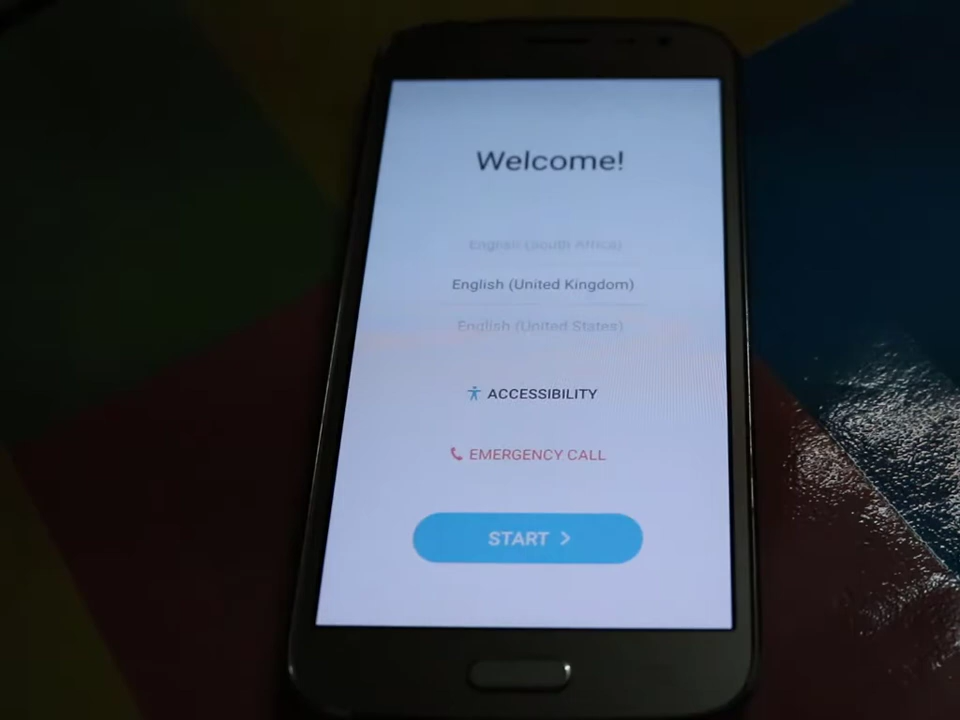 Welcome!
English (South Africa)
English (United Kingdom)
English (United States)
ACCESSIBILITY
EMERGENCY CALL
START >